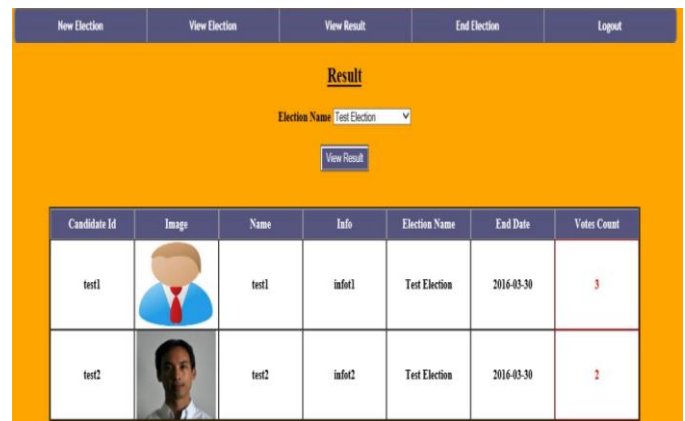 New Election View Election View Result End Election Logout
Result
Election Name Test Election
View Result
Candidate Id Image Name Info Election Name End Date Votes Count
test1 test1 infot1 Test Election 2016-03-30 3
test2 test2 infot2 Test Election 2016-03-30 2